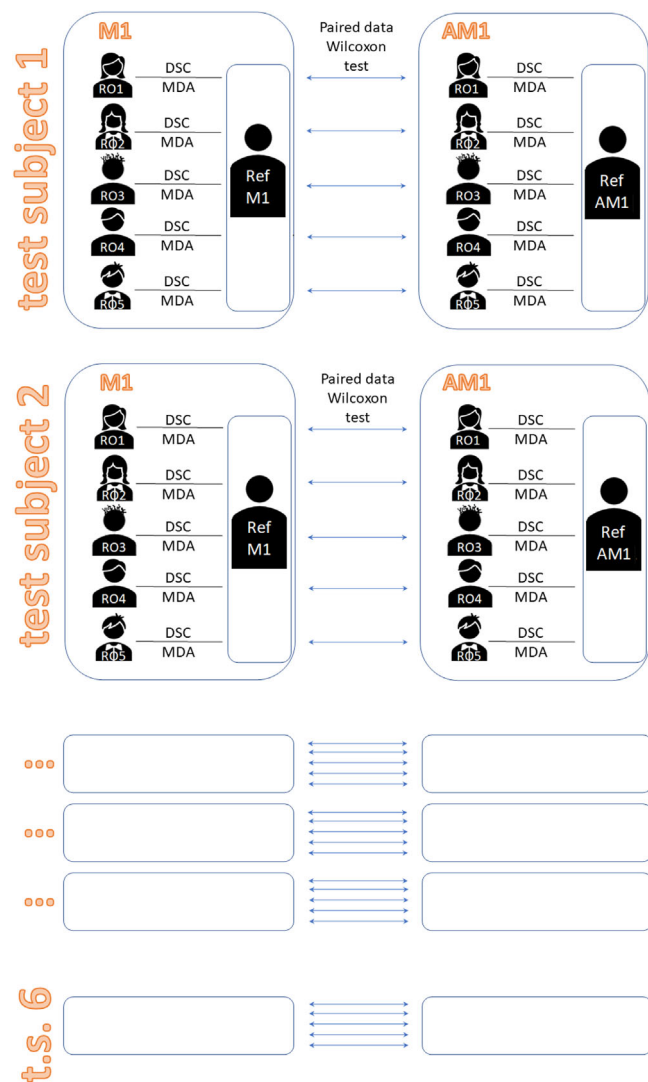 test subject 1
M1
Paired data
Wilcoxon
test
AM1
RO1
DSC
MDA
RO1
DSC
MDA
RO2
DSC
MDA
RO2
DSC
MDA
RO3
DSC
MDA
RO3
DSC
MDA
RO4
DSC
MDA
RO4
DSC
MDA
RO5
DSC
MDA
RO5
DSC
MDA
Ref
M1
Ref
AM1
test subject 2
M1
Paired data
Wilcoxon
test
AM1
RO1
DSC
MDA
RO1
DSC
MDA
RO2
DSC
MDA
RO2
DSC
MDA
RO3
DSC
MDA
RO3
DSC
MDA
RO4
DSC
MDA
RO4
DSC
MDA
RO5
DSC
MDA
RO5
DSC
MDA
Ref
M1
Ref
AM1
...
...
...
t.s. 6